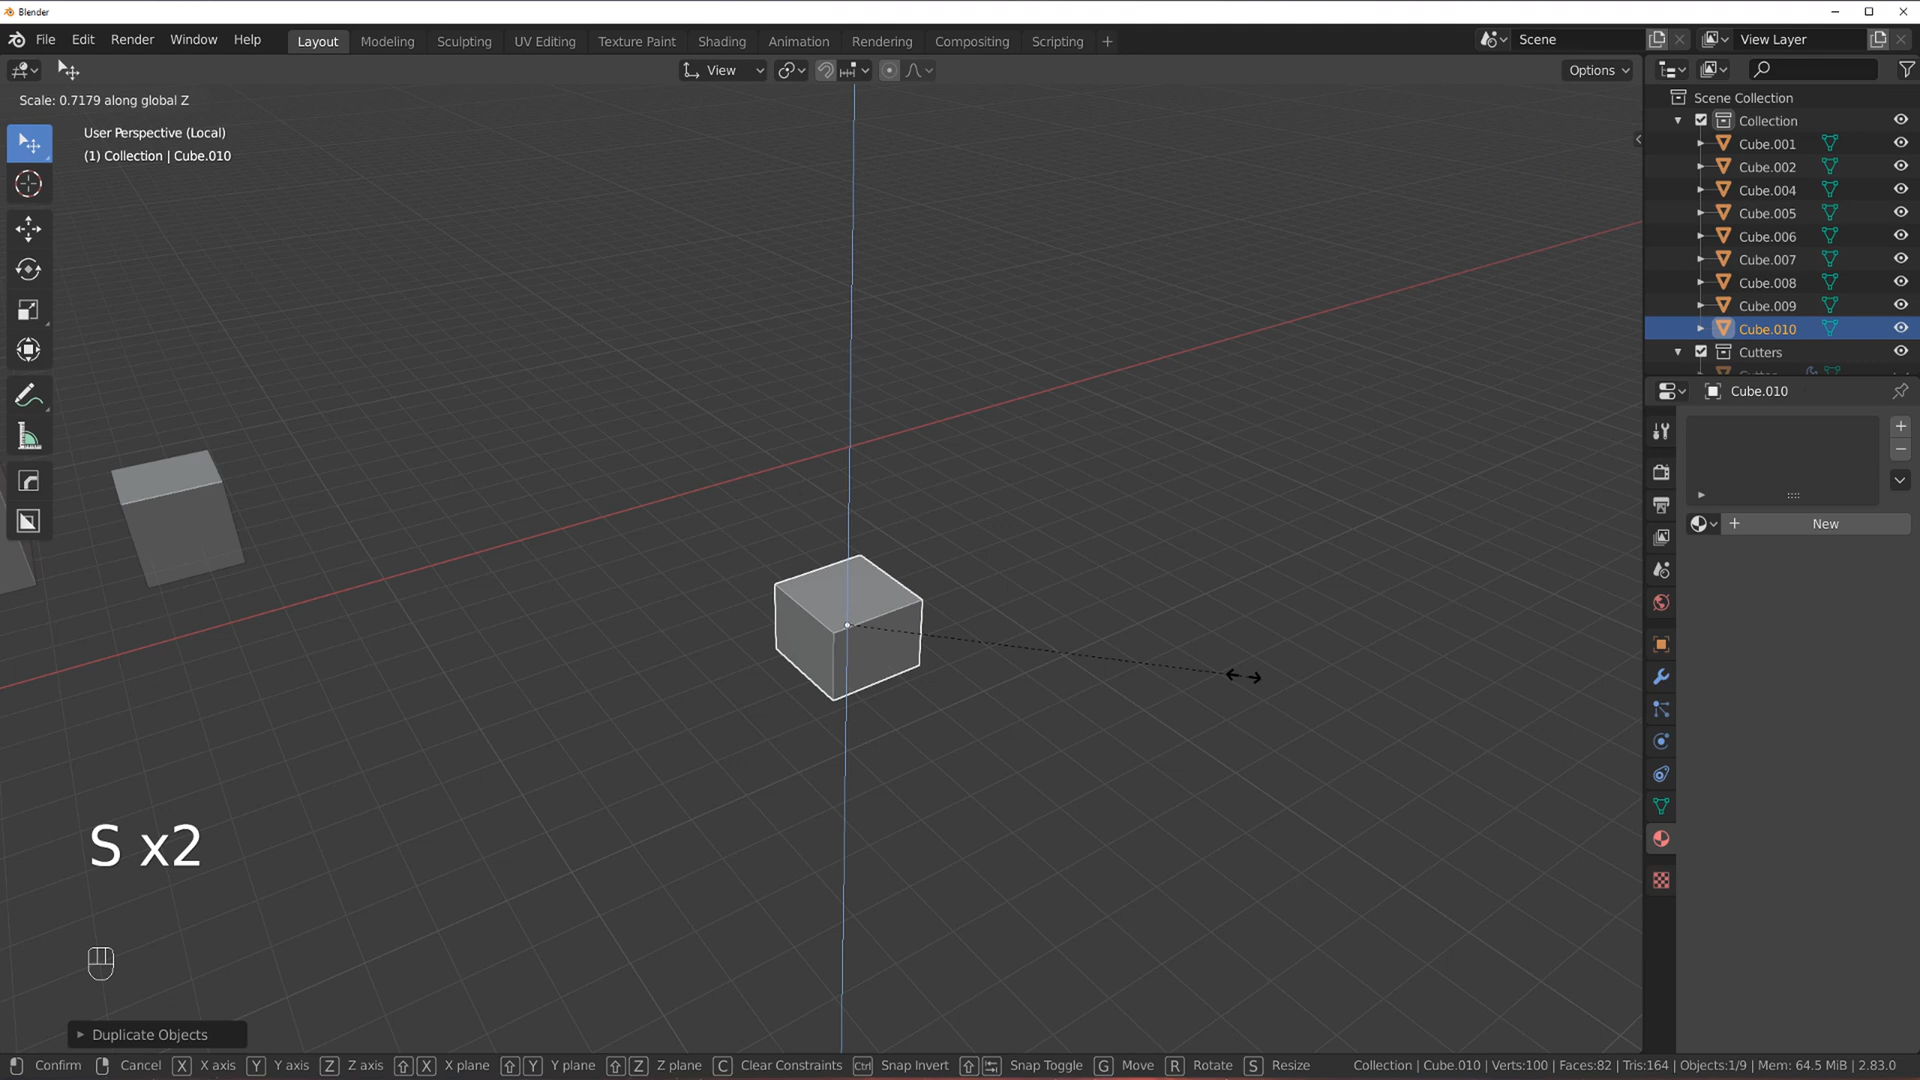 Blender
File Edit Render Window Help Layout Modeling Sculpting UV Editing Texture Paint Shading Animation Rendering Compositing Scripting + Scene View Layer
View Options
Scale: 0.7179 along global Z
User Perspective (Local)
(1) Collection | Cube.010
Scene Collection
Collection
Cube.001
Cube.002
Cube.004
Cube.005
Cube.006
Cube.007
Cube.008
Cube.009
Cube.010
Cutters
Cube.010
New
S x2
Duplicate Objects
Confirm Cancel X X axis Y Y axis Z Z axis X X plane Y Y plane Z Z plane C Clear Constraints Ctrl Snap Invert Snap Toggle G Move R Rotate S Resize Collection | Cube.010 | Verts:100 | Faces:82 | Tris:164 | Objects:1/9 | Mem: 64.5 MiB | 2.83.0